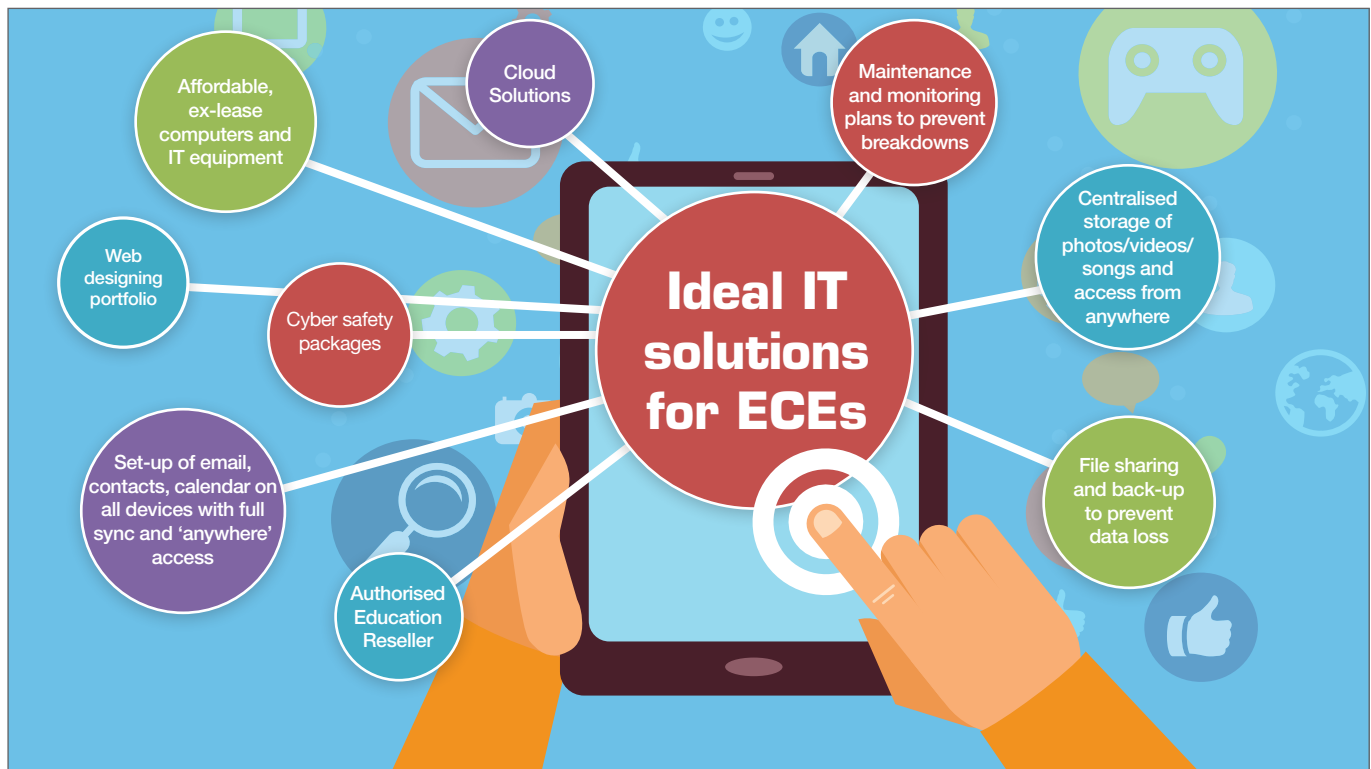 Affordable,
ex-lease
computers and
IT equipment
Cloud
Solutions
Maintenance
and monitoring
plans to prevent
breakdowns
Centralised
storage of
photos/videos/
songs and
access from
anywhere
Web
designing
portfolio
Cyber safety
packages
Ideal IT
solutions
for ECEs
Set-up of email,
contacts, calendar on
all devices with full
sync and ‘anywhere’
access
File sharing
and back-up
to prevent
data loss
Authorised
Education
Reseller